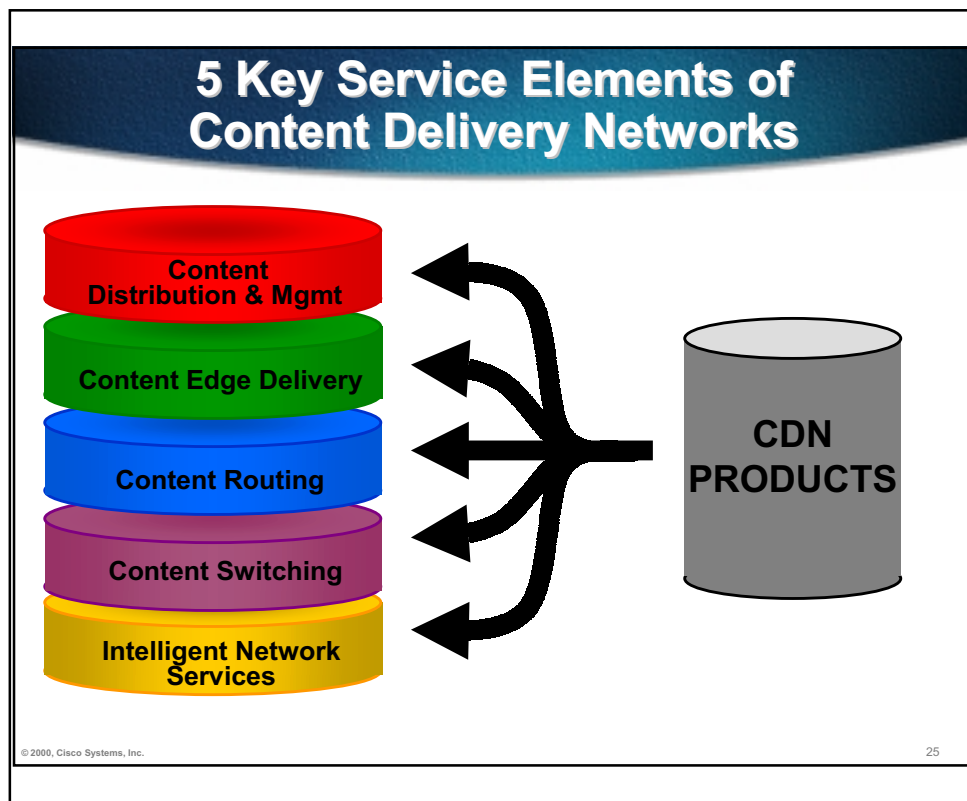 5 Key Service Elements of
Content Delivery Networks
Content
Distribution & Mgmt
Content Edge Delivery
Content Routing
Content Switching
Intelligent Network
Services
CDN
PRODUCTS
© 2000, Cisco Systems, Inc.
25